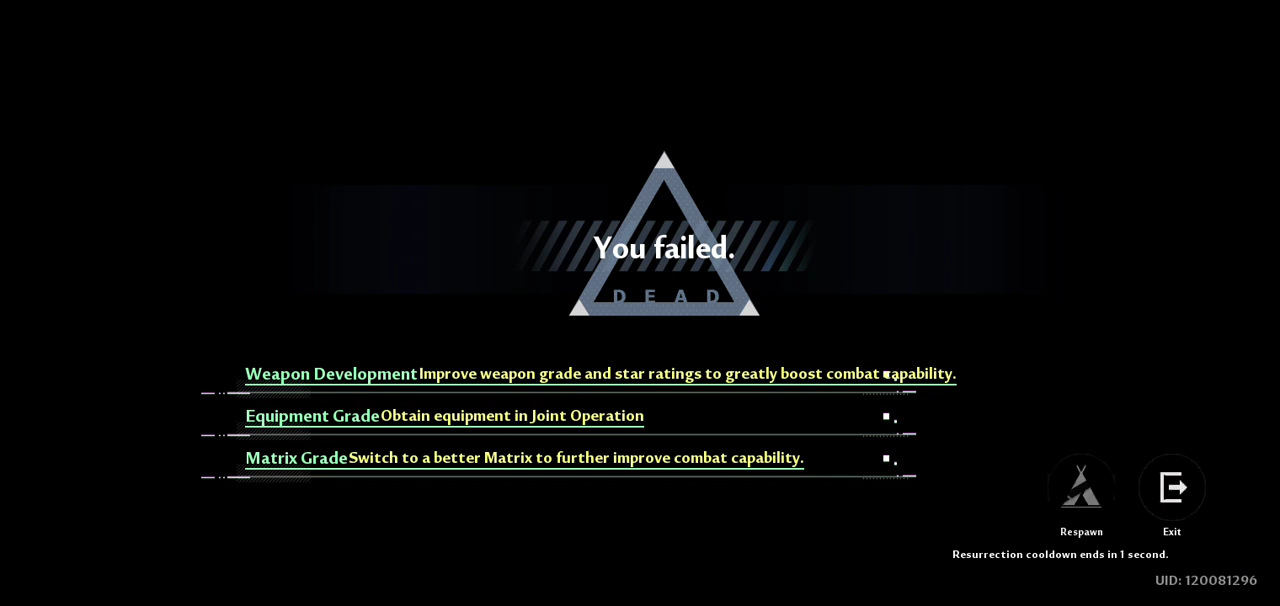 You failed.
DEAD
Weapon Development Improve weapon grade and star ratings to greatly boost combat capability.
Equipment Grade Obtain equipment in Joint Operation
Matrix Grade Switch to a better Matrix to further improve combat capability.
Respawn Exit
Resurrection cooldown ends in 1 second.
UID: 120081296